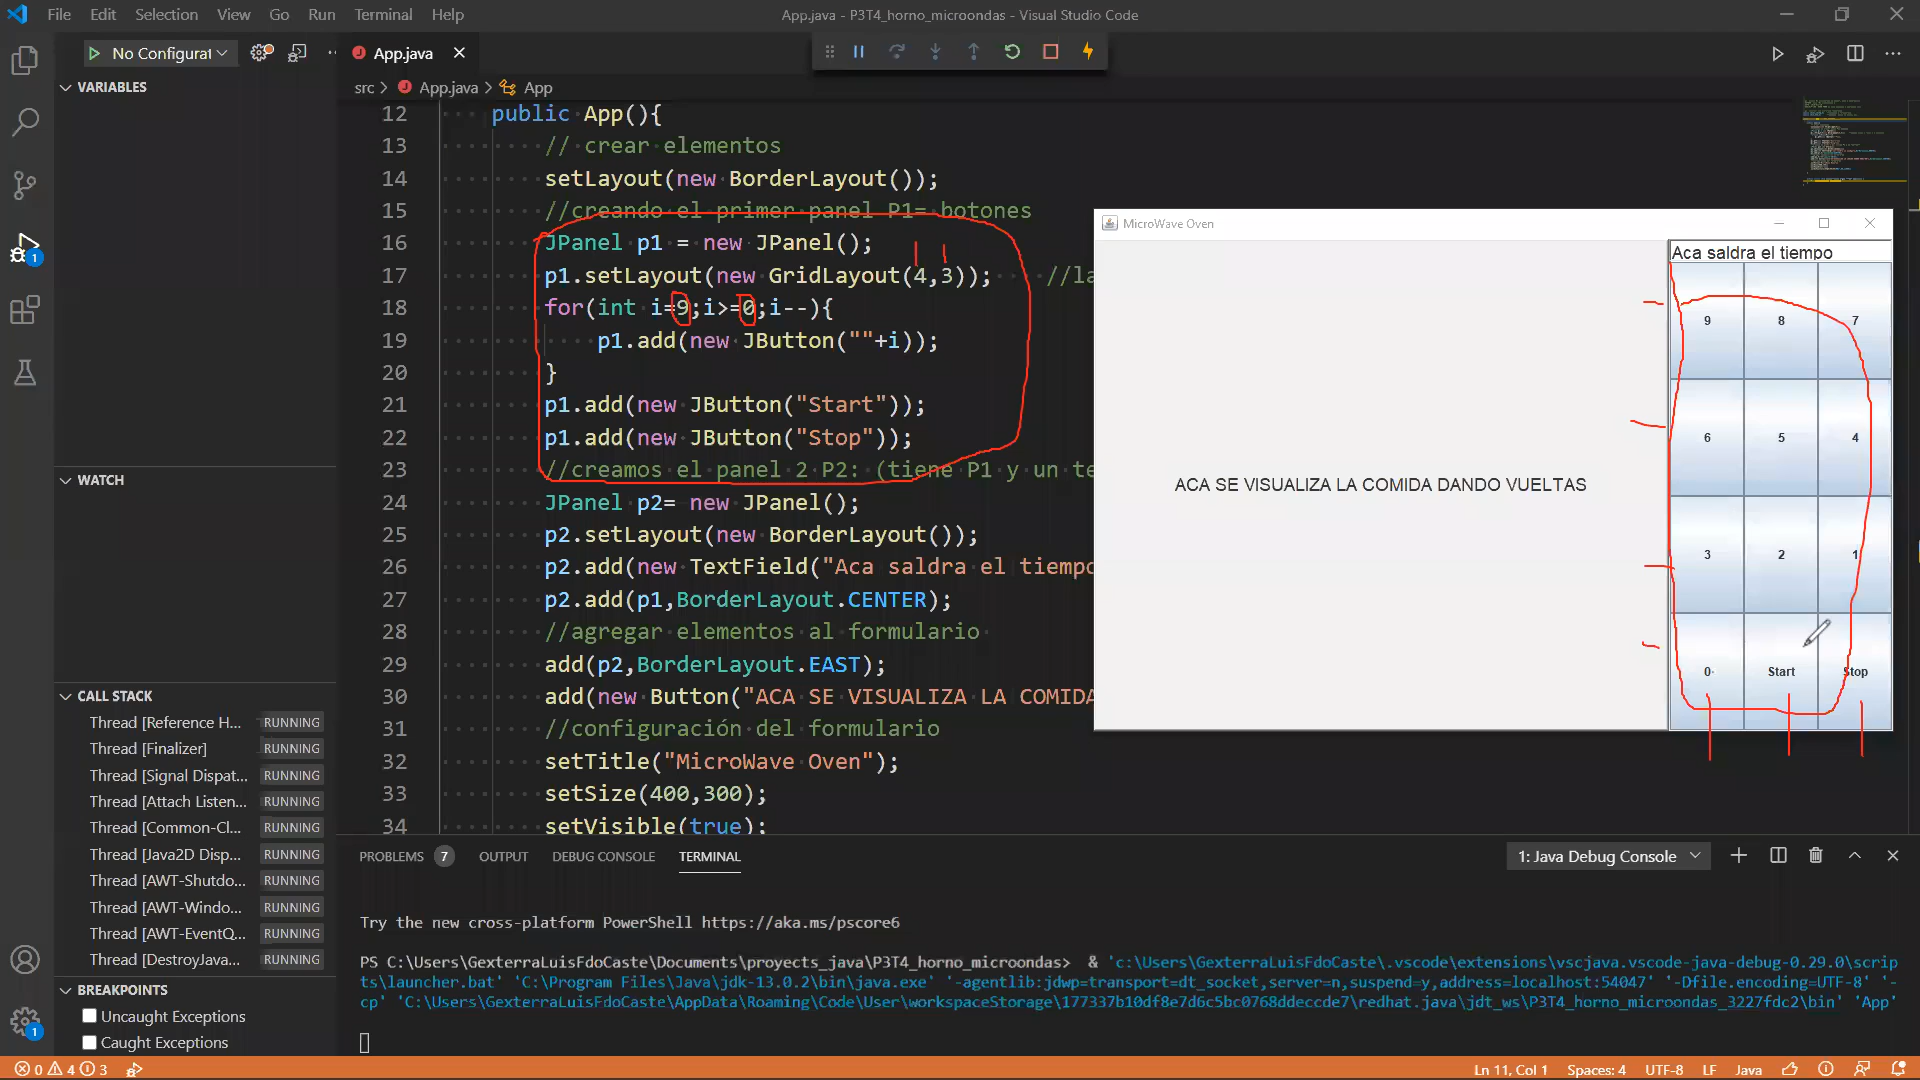 File Edit Selection View Go Run Terminal Help
App.java - P3T4_horno_microondas - Visual Studio Code
No Configurat
App.java
VARIABLES
src > App.java > App
12 public App(){
13 // crear elementos
14 setLayout(new BorderLayout());
15 //creando el primer panel P1= botones
16 JPanel p1 = new JPanel();
17 p1.setLayout(new GridLayout(4,3)); //la
18 for(int i=9;i>=0;i--){
19 p1.add(new JButton(""+i));
20 }
21 p1.add(new JButton("Start"));
22 p1.add(new JButton("Stop"));
23 //creamos el panel 2 P2: (tiene P1 y un te
24 JPanel p2= new JPanel();
25 p2.setLayout(new BorderLayout());
26 p2.add(new TextField("Aca saldra el tiempo
27 p2.add(p1,BorderLayout.CENTER);
28 //agregar elementos al formulario
29 add(p2,BorderLayout.EAST);
30 add(new Button("ACA SE VISUALIZA LA COMIDA
31 //configuración del formulario
32 setTitle("MicroWave Oven");
33 setSize(400,300);
34 setVisible(true);
MicroWave Oven
Aca saldra el tiempo
9 8 7
6 5 4
ACA SE VISUALIZA LA COMIDA DANDO VUELTAS
3 2 1
0 Start Stop
WATCH
CALL STACK
Thread [Reference H... RUNNING
Thread [Finalizer] RUNNING
Thread [Signal Dispat... RUNNING
Thread [Attach Listen... RUNNING
Thread [Common-Cl... RUNNING
Thread [Java2D Disp... RUNNING
Thread [AWT-Shutdo... RUNNING
Thread [AWT-Windo... RUNNING
Thread [AWT-EventQ... RUNNING
Thread [DestroyJava... RUNNING
BREAKPOINTS
Uncaught Exceptions
Caught Exceptions
PROBLEMS 7 OUTPUT DEBUG CONSOLE TERMINAL
1: Java Debug Console
Try the new cross-platform PowerShell https://aka.ms/pscore6
PS C:\Users\GexterraLuisFdoCaste\Documents\proyects_java\P3T4_horno_microondas> & 'c:\Users\GexterraLuisFdoCaste\.vscode\extensions\vscjava.vscode-java-debug-0.29.0\scrip
ts\launcher.bat' 'C:\Program Files\Java\jdk-13.0.2\bin\java.exe' '-agentlib:jdwp=transport=dt_socket,server=n,suspend=y,address=localhost:54047' '-Dfile.encoding=UTF-8' '-
cp' 'C:\Users\GexterraLuisFdoCaste\AppData\Roaming\Code\User\workspaceStorage\177337b10df8e7d6c5bc0768ddeccde7\redhat.java\jdt_ws\P3T4_horno_microondas_3227fdc2\bin' 'App'
1
1
0 4 3
Ln 11, Col 1 Spaces: 4 UTF-8 LF Java